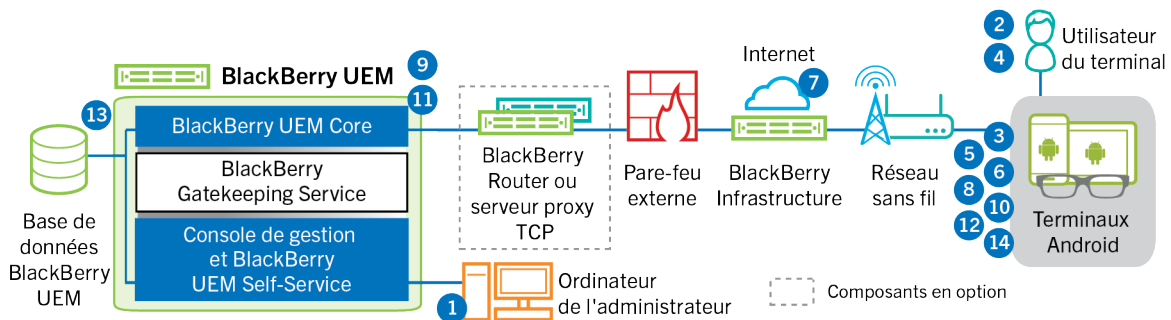 BlackBerry UEM
9
11
13
BlackBerry UEM Core
BlackBerry
Gatekeeping Service
Console de gestion
et BlackBerry
UEM Self-Service
Base de
données
BlackBerry
UEM
1
Ordinateur
de l'administrateur
BlackBerry
Router ou
serveur proxy
TCP
Composants en option
Pare-feu
externe
Internet
7
BlackBerry
Infrastructure
Réseau
sans fil
2
4
Utilisateur
du terminal
3
5
6
8
10
12
14
Terminaux
Android